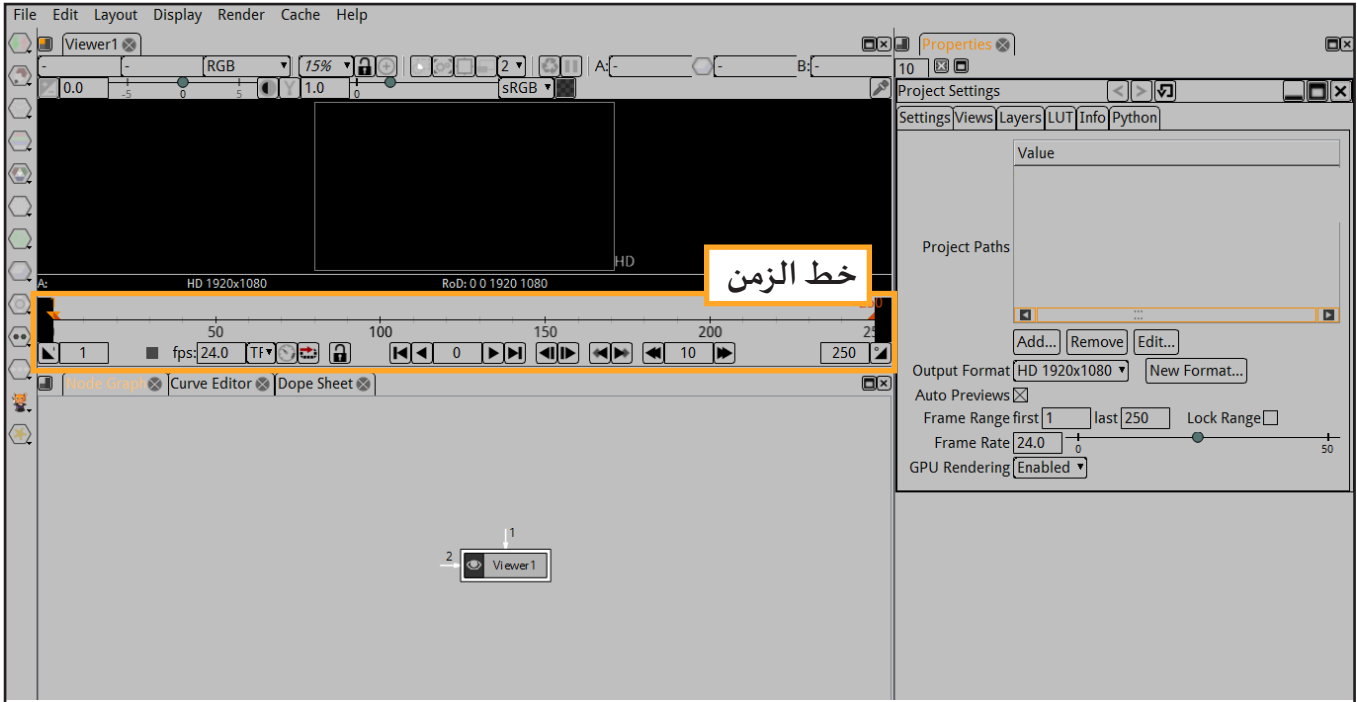 File Edit Layout Display Render Cache Help
Viewer1
- - RGB 15% 2 A: - B: -
0.0 -5 0 5 Y 1.0 0 sRGB
HD
A: HD 1920x1080 RoD: 0 0 1920 1080
خط الزمن
50 100 150 200
1 fps: 24.0 0 10 250
Node Graph Curve Editor Dope Sheet
1
2 Viewer1
Properties
10
Project Settings
Settings Views Layers LUT Info Python
Value
Project Paths
Add... Remove Edit...
Output Format HD 1920x1080 New Format...
Auto Previews
Frame Range first 1 last 250 Lock Range
Frame Rate 24.0 0 50
GPU Rendering Enabled